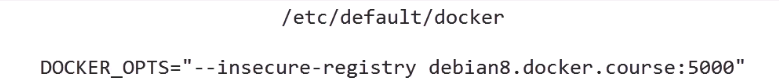 /etc/default/docker
DOCKER_OPTS="--insecure-registry debian8.docker.course:5000"